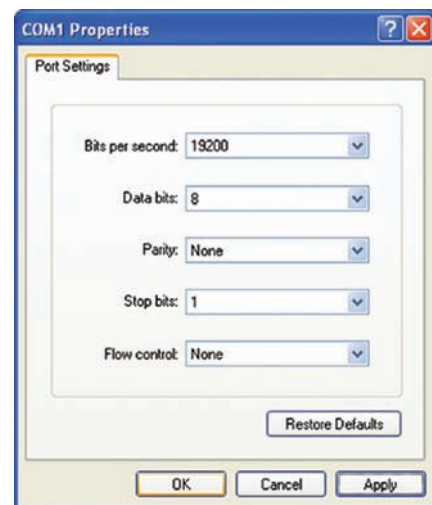 COM1 Properties
Port Settings
Bits per second: 19200
Data bits: 8
Parity: None
Stop bits: 1
Flow control: None
Restore Defaults
OK Cancel Apply